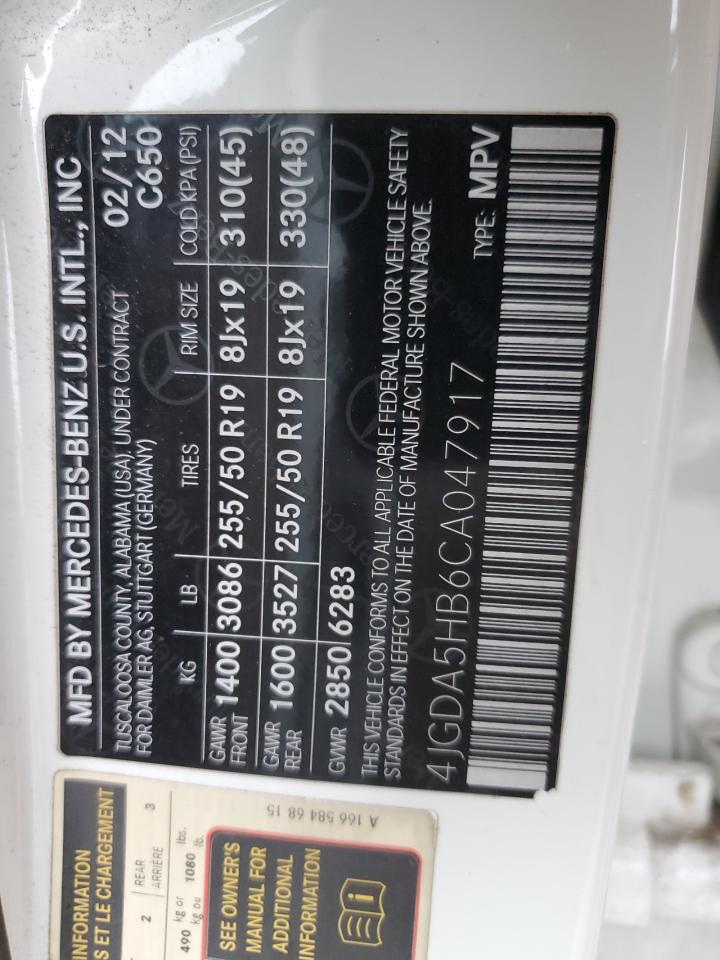 MFD BY MERCEDES-BENZ U.S. INTL., INC
TUSCALOOSA COUNTY, ALABAMA (USA), UNDER CONTRACT 02/12
FOR DAIMLER AG, STUTTGART (GERMANY) C650
KG LB TIRES RIM SIZE COLD KPA (PSI)
GAWR FRONT 1400 3086 255/50 R19 8Jx19 310(45)
GAWR REAR 1600 3527 255/50 R19 8Jx19 330(48)
GVWR 2850 6283
THIS VEHICLE CONFORMS TO ALL APPLICABLE FEDERAL MOTOR VEHICLE SAFETY
STANDARDS IN EFFECT ON THE DATE OF MANUFACTURE SHOWN ABOVE.
4JGDA5HB6CA047917 TYPE: MPV
INFORMATION
S ET LE CHARGEMENT
2 REAR 3
ARRIÈRE
490 kg or 1080 lbs.
kg ou lb.
SEE OWNER'S
MANUAL FOR
ADDITIONAL
INFORMATION
A 166 584 68 15